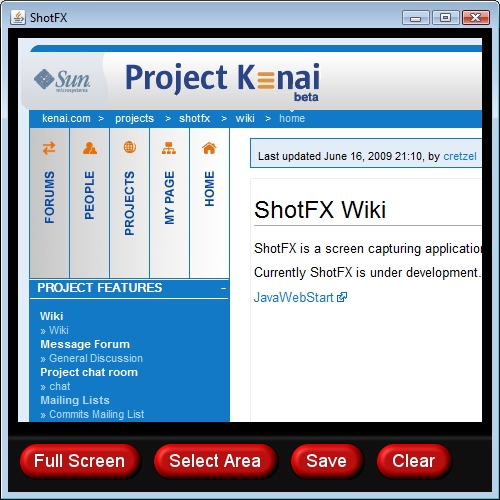 ShotFX
Sun
microsystems
Project Kenai
beta
kenai.com > projects > shotfx > wiki > home
FORUMS
PEOPLE
PROJECTS
MY PAGE
HOME
Last updated June 16, 2009 21:10, by cretzel
ShotFX Wiki
ShotFX is a screen capturing application
Currently ShotFX is under development.
JavaWebStart
PROJECT FEATURES –
Wiki
» Wiki
Message Forum
» General Discussion
Project chat room
» chat
Mailing Lists
» Commits Mailing List
Full Screen
Select Area
Save
Clear